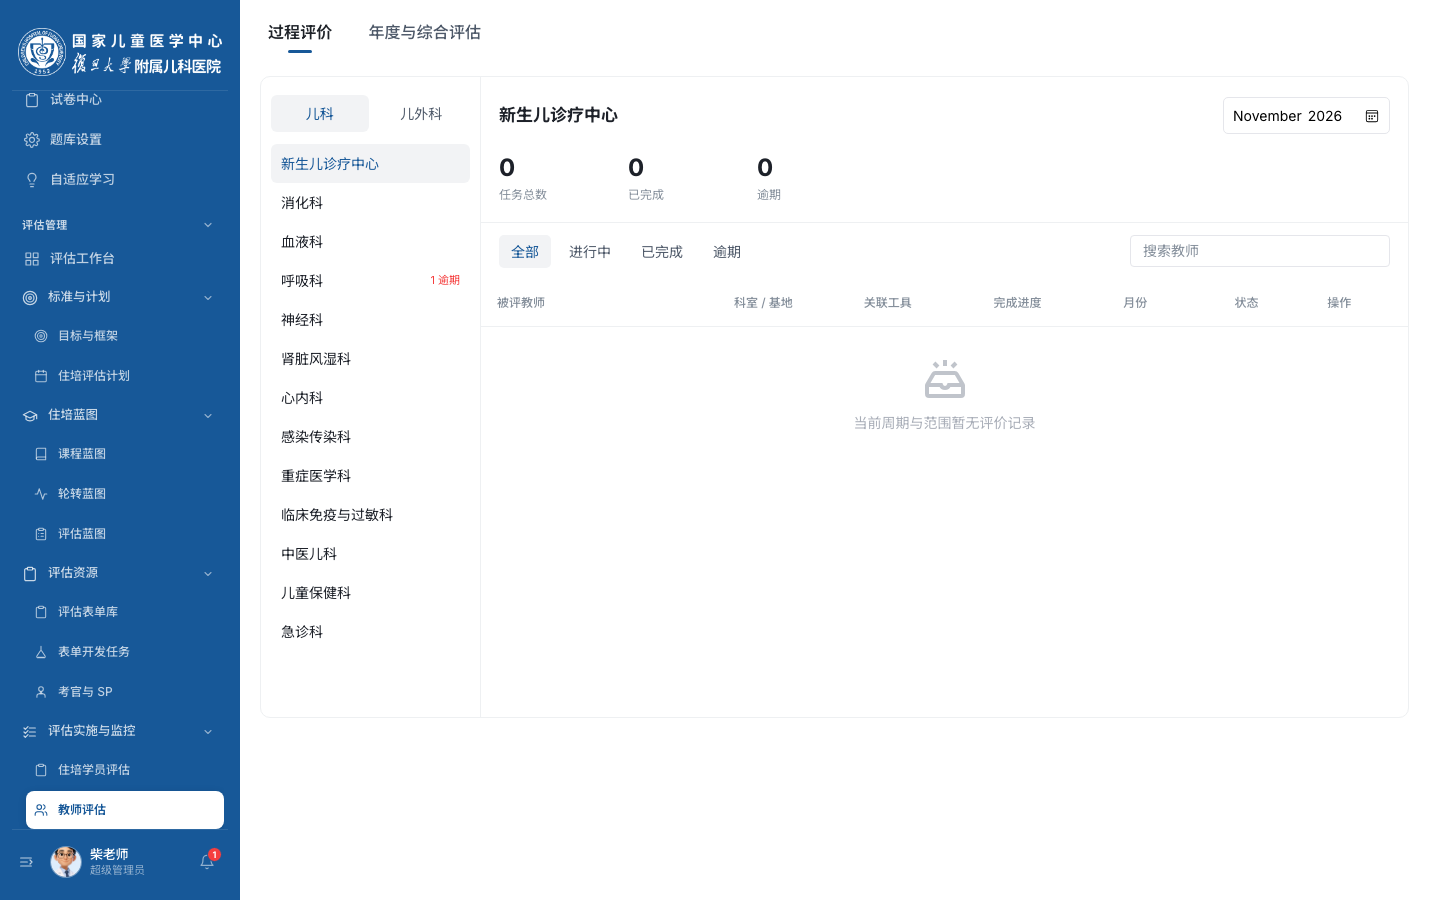 国家儿童医学中心
復旦大学附属儿科医院
1952
试卷中心
题库设置
自适应学习
评估管理
评估工作台
标准与计划
目标与框架
住培评估计划
住培蓝图
课程蓝图
轮转蓝图
评估蓝图
评估资源
评估表单库
表单开发任务
考官与 SP
评估实施与监控
住培学员评估
教师评估
柴老师
超级管理员
1
过程评价 年度与综合评估
儿科 儿外科
新生儿诊疗中心
消化科
血液科
呼吸科 1 逾期
神经科
肾脏风湿科
心内科
感染传染科
重症医学科
临床免疫与过敏科
中医儿科
儿童保健科
急诊科
新生儿诊疗中心
November 2026
0 0 0
任务总数 已完成 逾期
全部 进行中 已完成 逾期
搜索教师
被评教师 科室 / 基地 关联工具 完成进度 月份 状态 操作
当前周期与范围暂无评价记录